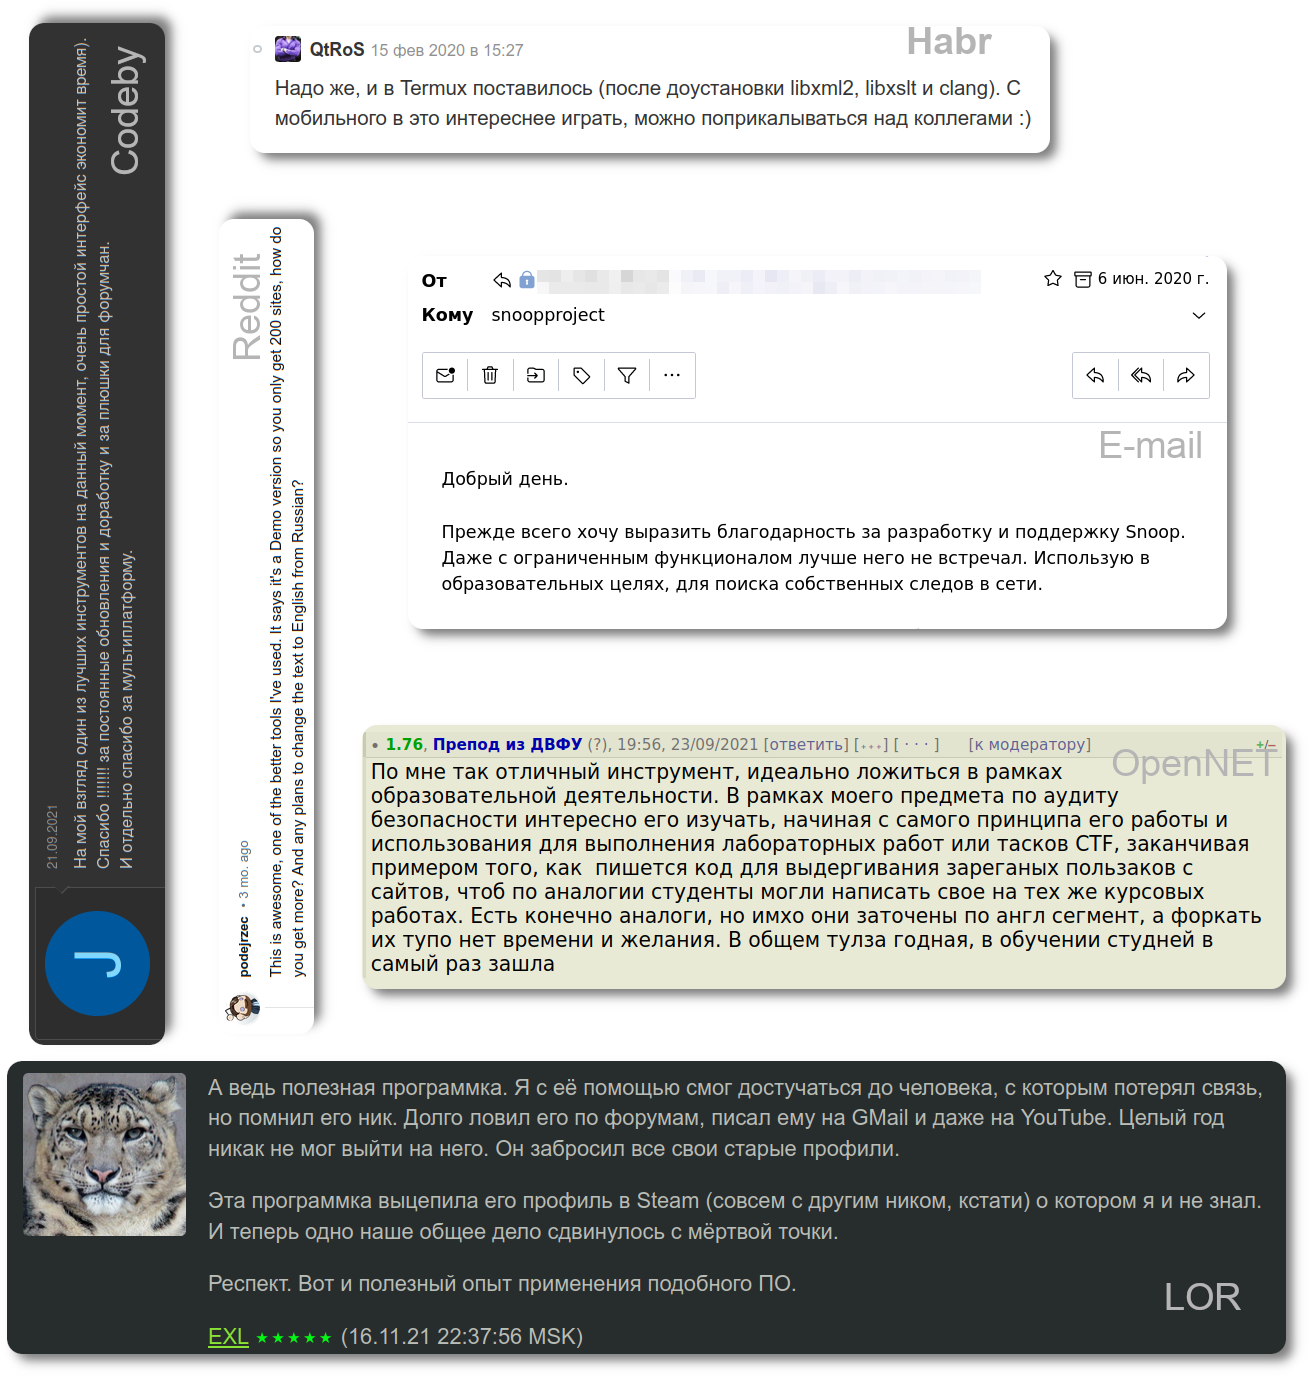 Codeby
21.09.2021
На мой взгляд один из лучших инструментов на данный момент, очень простой интерфейс экономит время).
Спасибо !!!!!!! за постоянные обновления и доработку и за плюшки для форумчан.
И отдельно спасибо за мультиплатформу.
J
Habr
QtRoS 15 фев 2020 в 15:27
Надо же, и в Termux поставилось (после доустановки libxml2, libxslt и clang). С
мобильного в это интереснее играть, можно поприкалываться над коллегами :)
Reddit
podejrzec • 3 mo. ago
This is awesome, one of the better tools I've used. It says it's a Demo version so you only get 200 sites, how do
you get more? And any plans to change the text to English from Russian?
От 6 июн. 2020 г.
Кому snoopproject
E-mail
Добрый день.
Прежде всего хочу выразить благодарность за разработку и поддержку Snoop.
Даже с ограниченным функционалом лучше него не встречал. Использую в
образовательных целях, для поиска собственных следов в сети.
• 1.76, Препод из ДВФУ (?), 19:56, 23/09/2021 [ответить] [﹢﹢﹢] [ · · · ] [к модератору] +/–
OpenNET
По мне так отличный инструмент, идеально ложиться в рамках
образовательной деятельности. В рамках моего предмета по аудиту
безопасности интересно его изучать, начиная с самого принципа его работы и
использования для выполнения лабораторных работ или тасков CTF, заканчивая
примером того, как  пишется код для выдергивания зареганых пользаков с
сайтов, чтоб по аналогии студенты могли написать свое на тех же курсовых
работах. Есть конечно аналоги, но имхо они заточены по англ сегмент, а форкать
их тупо нет времени и желания. В общем тулза годная, в обучении студней в
самый раз зашла
А ведь полезная программка. Я с её помощью смог достучаться до человека, с которым потерял связь,
но помнил его ник. Долго ловил его по форумам, писал ему на GMail и даже на YouTube. Целый год
никак не мог выйти на него. Он забросил все свои старые профили.
Эта программка выцепила его профиль в Steam (совсем с другим ником, кстати) о котором я и не знал.
И теперь одно наше общее дело сдвинулось с мёртвой точки.
Респект. Вот и полезный опыт применения подобного ПО.
LOR
EXL ★★★★★ (16.11.21 22:37:56 MSK)